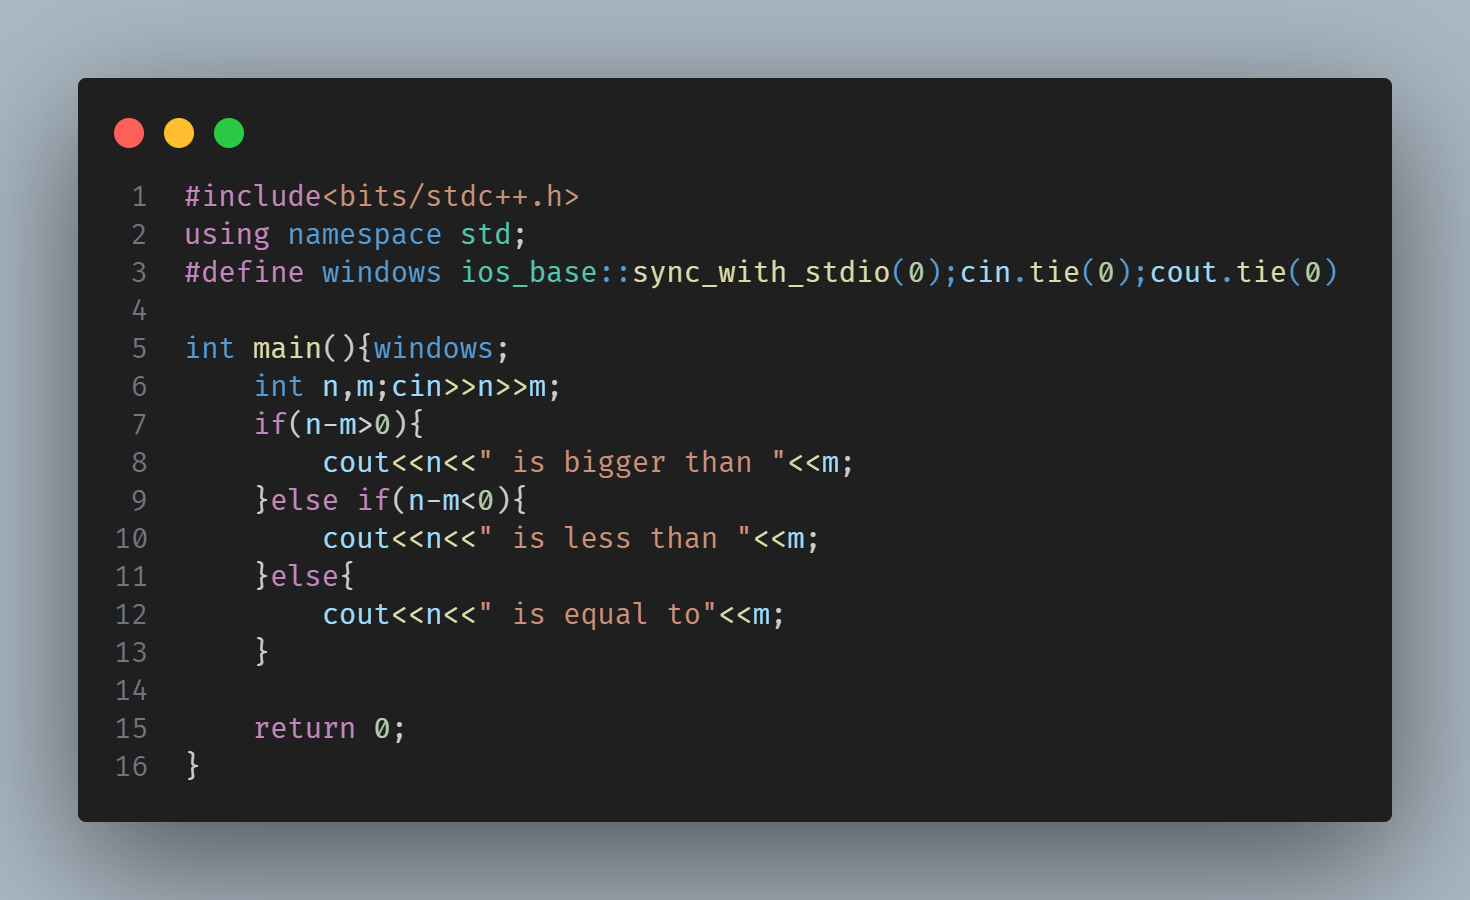 1 #include<bits/stdc++.h>
2 using namespace std;
3 #define windows ios_base::sync_with_stdio(0);cin.tie(0);cout.tie(0)
4
5 int main(){windows;
6     int n,m;cin>>n>>m;
7     if(n-m>0){
8         cout<<n<<" is bigger than "<<m;
9     }else if(n-m<0){
10         cout<<n<<" is less than "<<m;
11     }else{
12         cout<<n<<" is equal to"<<m;
13     }
14
15     return 0;
16 }